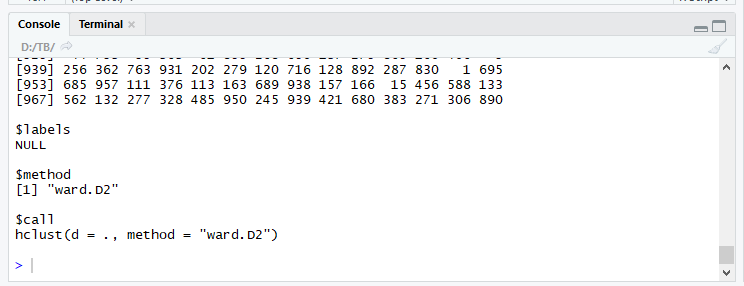 Console Terminal ×
D:/TB/
[939] 256 362 763 931 202 279 120 716 128 892 287 830 1 695
[953] 685 957 111 376 113 163 689 938 157 166 15 456 588 133
[967] 562 132 277 328 485 950 245 939 421 680 383 271 306 890
$labels
NULL
$method
[1] "ward.D2"
$call
hclust(d = ., method = "ward.D2")
>